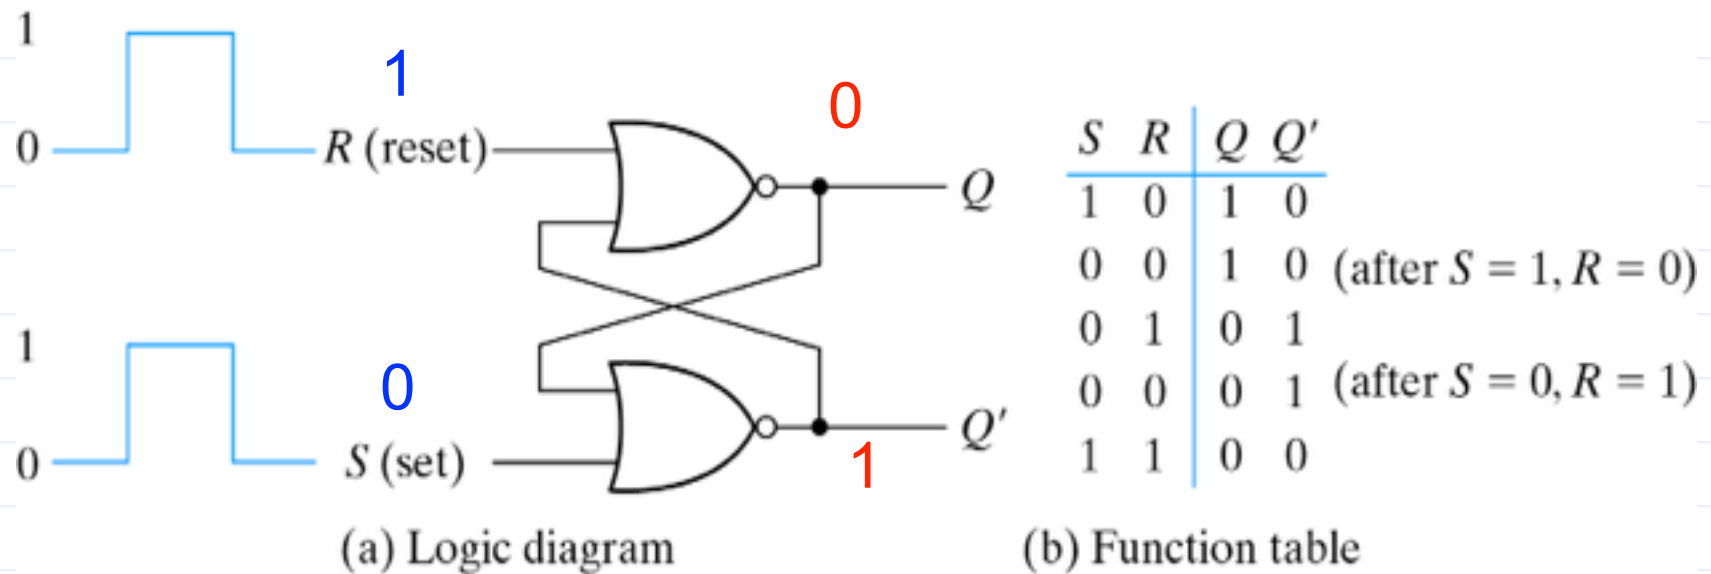 1
1
0
R (reset)
0
Q
1
0
0
S (set)
Q′
1
(a) Logic diagram
S R Q Q′
1 0 1 0
0 0 1 0 (after S = 1, R = 0)
0 1 0 1
0 0 0 1 (after S = 0, R = 1)
1 1 0 0
(b) Function table